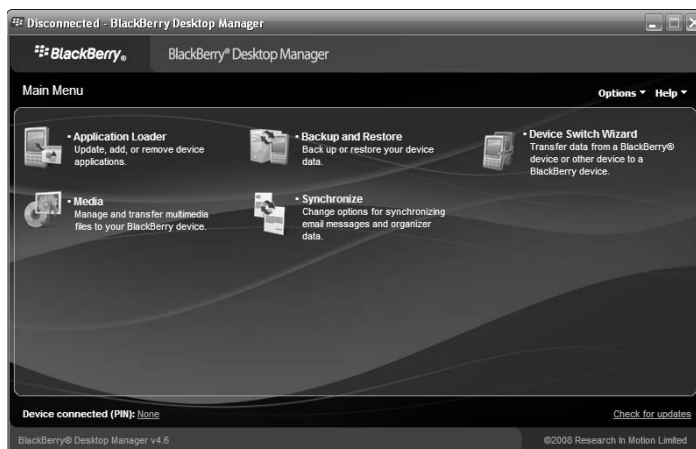 Disconnected - BlackBerry Desktop Manager
BlackBerry®
BlackBerry® Desktop Manager
Main Menu
Options Help
• Application Loader
Update, add, or remove device
applications.
• Backup and Restore
Back up or restore your device
data.
• Device Switch Wizard
Transfer data from a BlackBerry®
device or other device to a
BlackBerry device.
• Media
Manage and transfer multimedia
files to your BlackBerry device.
• Synchronize
Change options for synchronizing
email messages and organizer
data.
Device connected (PIN): None
Check for updates
BlackBerry® Desktop Manager v4.6
©2008 Research In Motion Limited